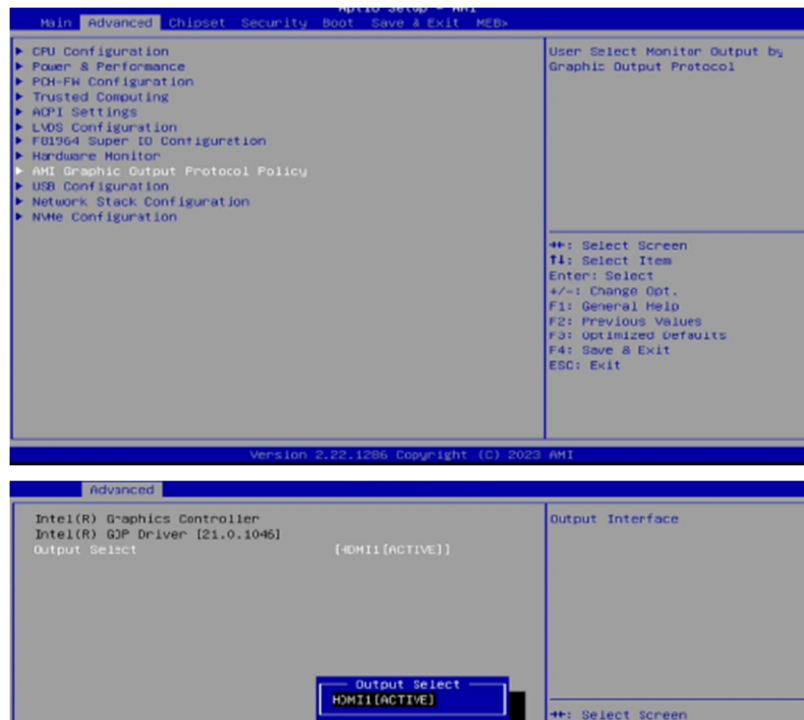 Aptio Setup - AMI
Main Advanced Chipset Security Boot Save & Exit MEBx
CPU Configuration
Power & Performance
PCH-FW Configuration
Trusted Computing
ACPI Settings
LVDS Configuration
F81964 Super IO Configuration
Hardware Monitor
AMI Graphic Output Protocol Policy
USB Configuration
Network Stack Configuration
NVMe Configuration
User Select Monitor Output by
Graphic Output Protocol
: Select Screen
↑↓: Select Item
Enter: Select
+/-: Change Opt.
F1: General Help
F2: Previous Values
F3: Optimized Defaults
F4: Save & Exit
ESC: Exit
Version 2.22.1286 Copyright (C) 2023 AMI
Advanced
Intel(R) Graphics Controller
Intel(R) GOP Driver [21.0.1046]
Output Select [HDMI1[ACTIVE]]
Output Interface
Output Select
HDMI1[ACTIVE]
: Select Screen